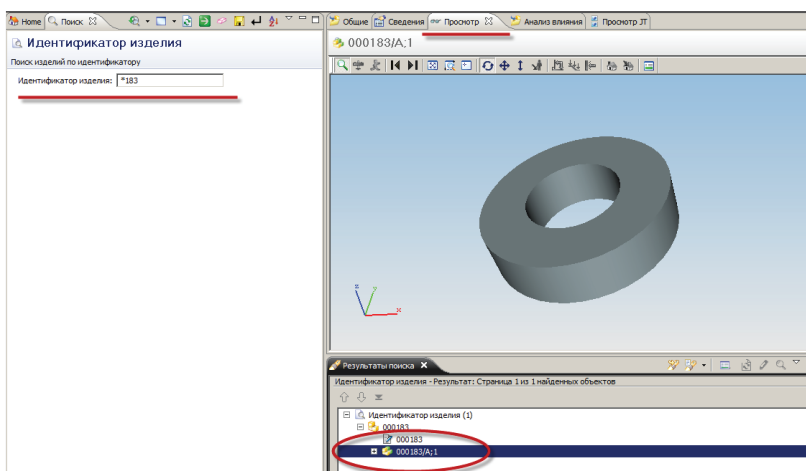 Home
Поиск
Идентификатор изделия
Поиск изделий по идентификатору
Идентификатор изделия: *183
Общие
Сведения
Просмотр
Анализ влияния
Просмотр JT
000183/A;1
z
Y
X
Результаты поиска
Идентификатор изделия - Результат: Страница 1 из 1 найденных объектов
Идентификатор изделия (1)
000183
000183
000183/A;1